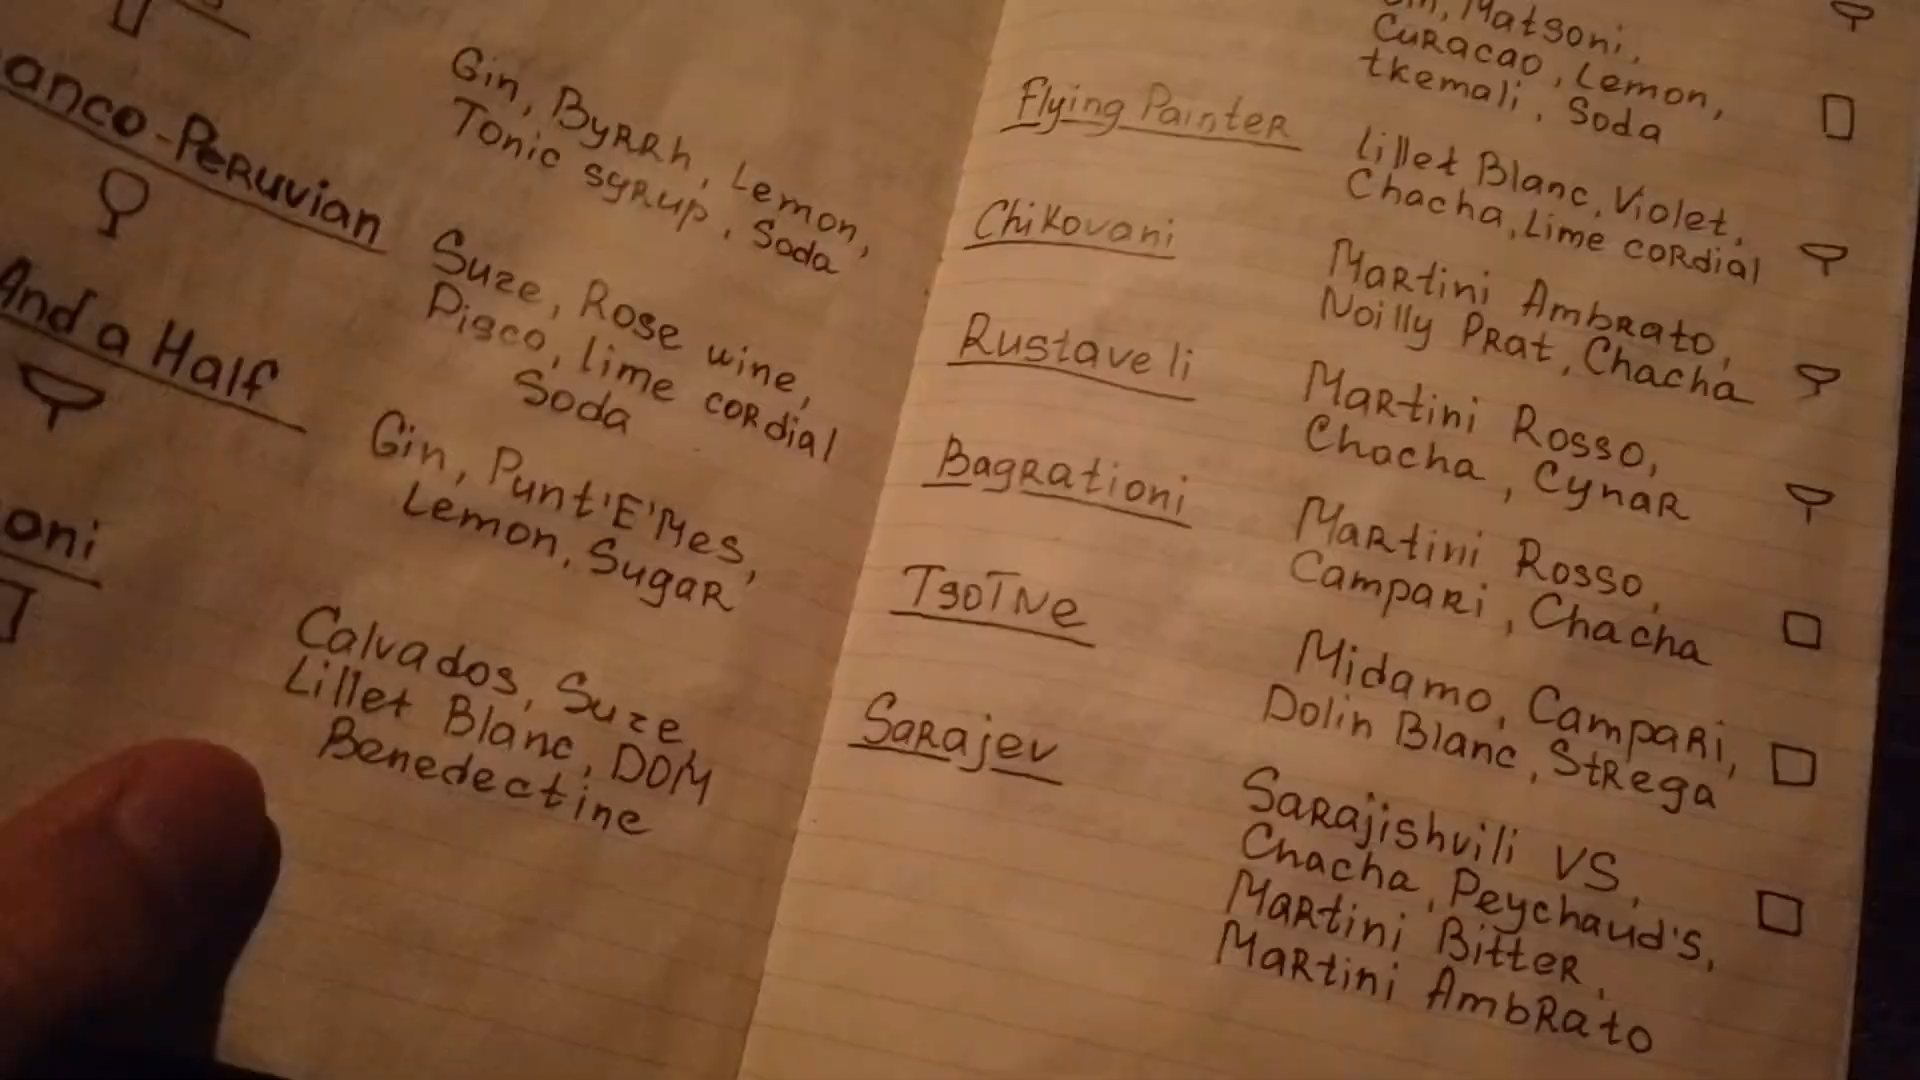 Gin, Byrrh, Lemon,
Tonic syrup, Soda
anco-Peruvian
Suze, Rose wine,
Pisco, lime cordial
Soda
And a Half
Gin, Punt'E'Mes,
Lemon, Sugar
oni
Calvados, Suze,
Lillet Blanc, DOM
Benedectine
Matsoni,
Curacao, Lemon,
tkemali, Soda
Flying Painter
Lillet Blanc, Violet,
Chacha, Lime cordial
Chikovani
Martini Ambrato,
Noilly Prat, Chacha
Rustaveli
Martini Rosso,
Chacha, Cynar
Bagrationi
Martini Rosso,
Campari, Chacha
Tsotne
Midamo, Campari,
Dolin Blanc, Strega
Sarajev
Sarajishvili VS,
Chacha, Peychaud's,
Martini Bitter,
Martini Ambrato